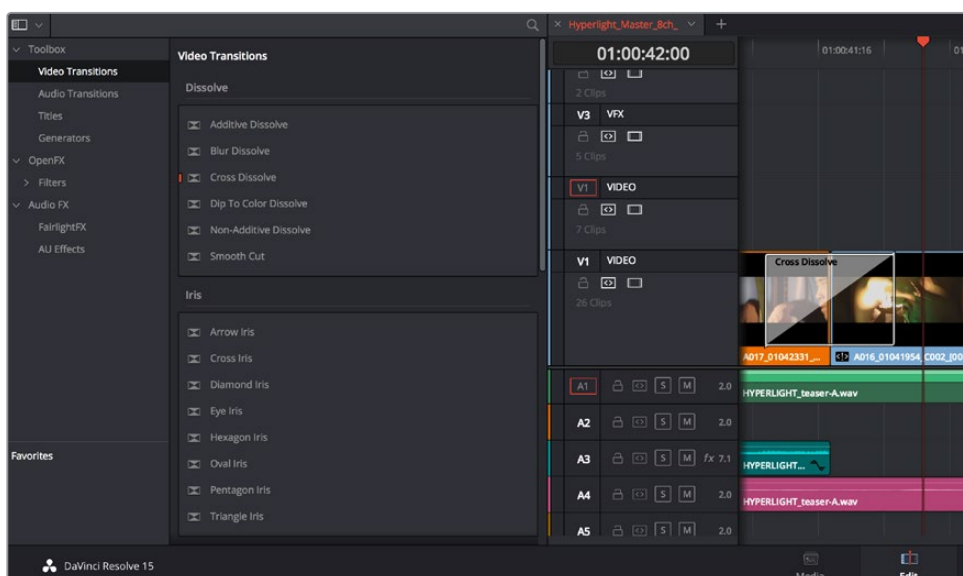 Toolbox
Video Transitions
Audio Transitions
Titles
Generators
OpenFX
Filters
Audio FX
FairlightFX
AU Effects
Favorites
Video Transitions
Dissolve
Additive Dissolve
Blur Dissolve
Cross Dissolve
Dip To Color Dissolve
Non-Additive Dissolve
Smooth Cut
Iris
Arrow Iris
Cross Iris
Diamond Iris
Eye Iris
Hexagon Iris
Oval Iris
Pentagon Iris
Triangle Iris
Hyperlight_Master_8ch_
01:00:42:00
01:00:41:16
2 Clips
V3 VFX
5 Clips
V1 VIDEO
7 Clips
V1 VIDEO
26 Clips
Cross Dissolve
A017_01042331_...
A016_01041954_C002_[00
A1 S M 2.0
HYPERLIGHT_teaser-A.wav
A2 S M 2.0
A3 S M fx 7.1
HYPERLIGHT...
A4 S M 2.0
HYPERLIGHT_teaser-A.wav
A5 S M 2.0
DaVinci Resolve 15
Media
Edit